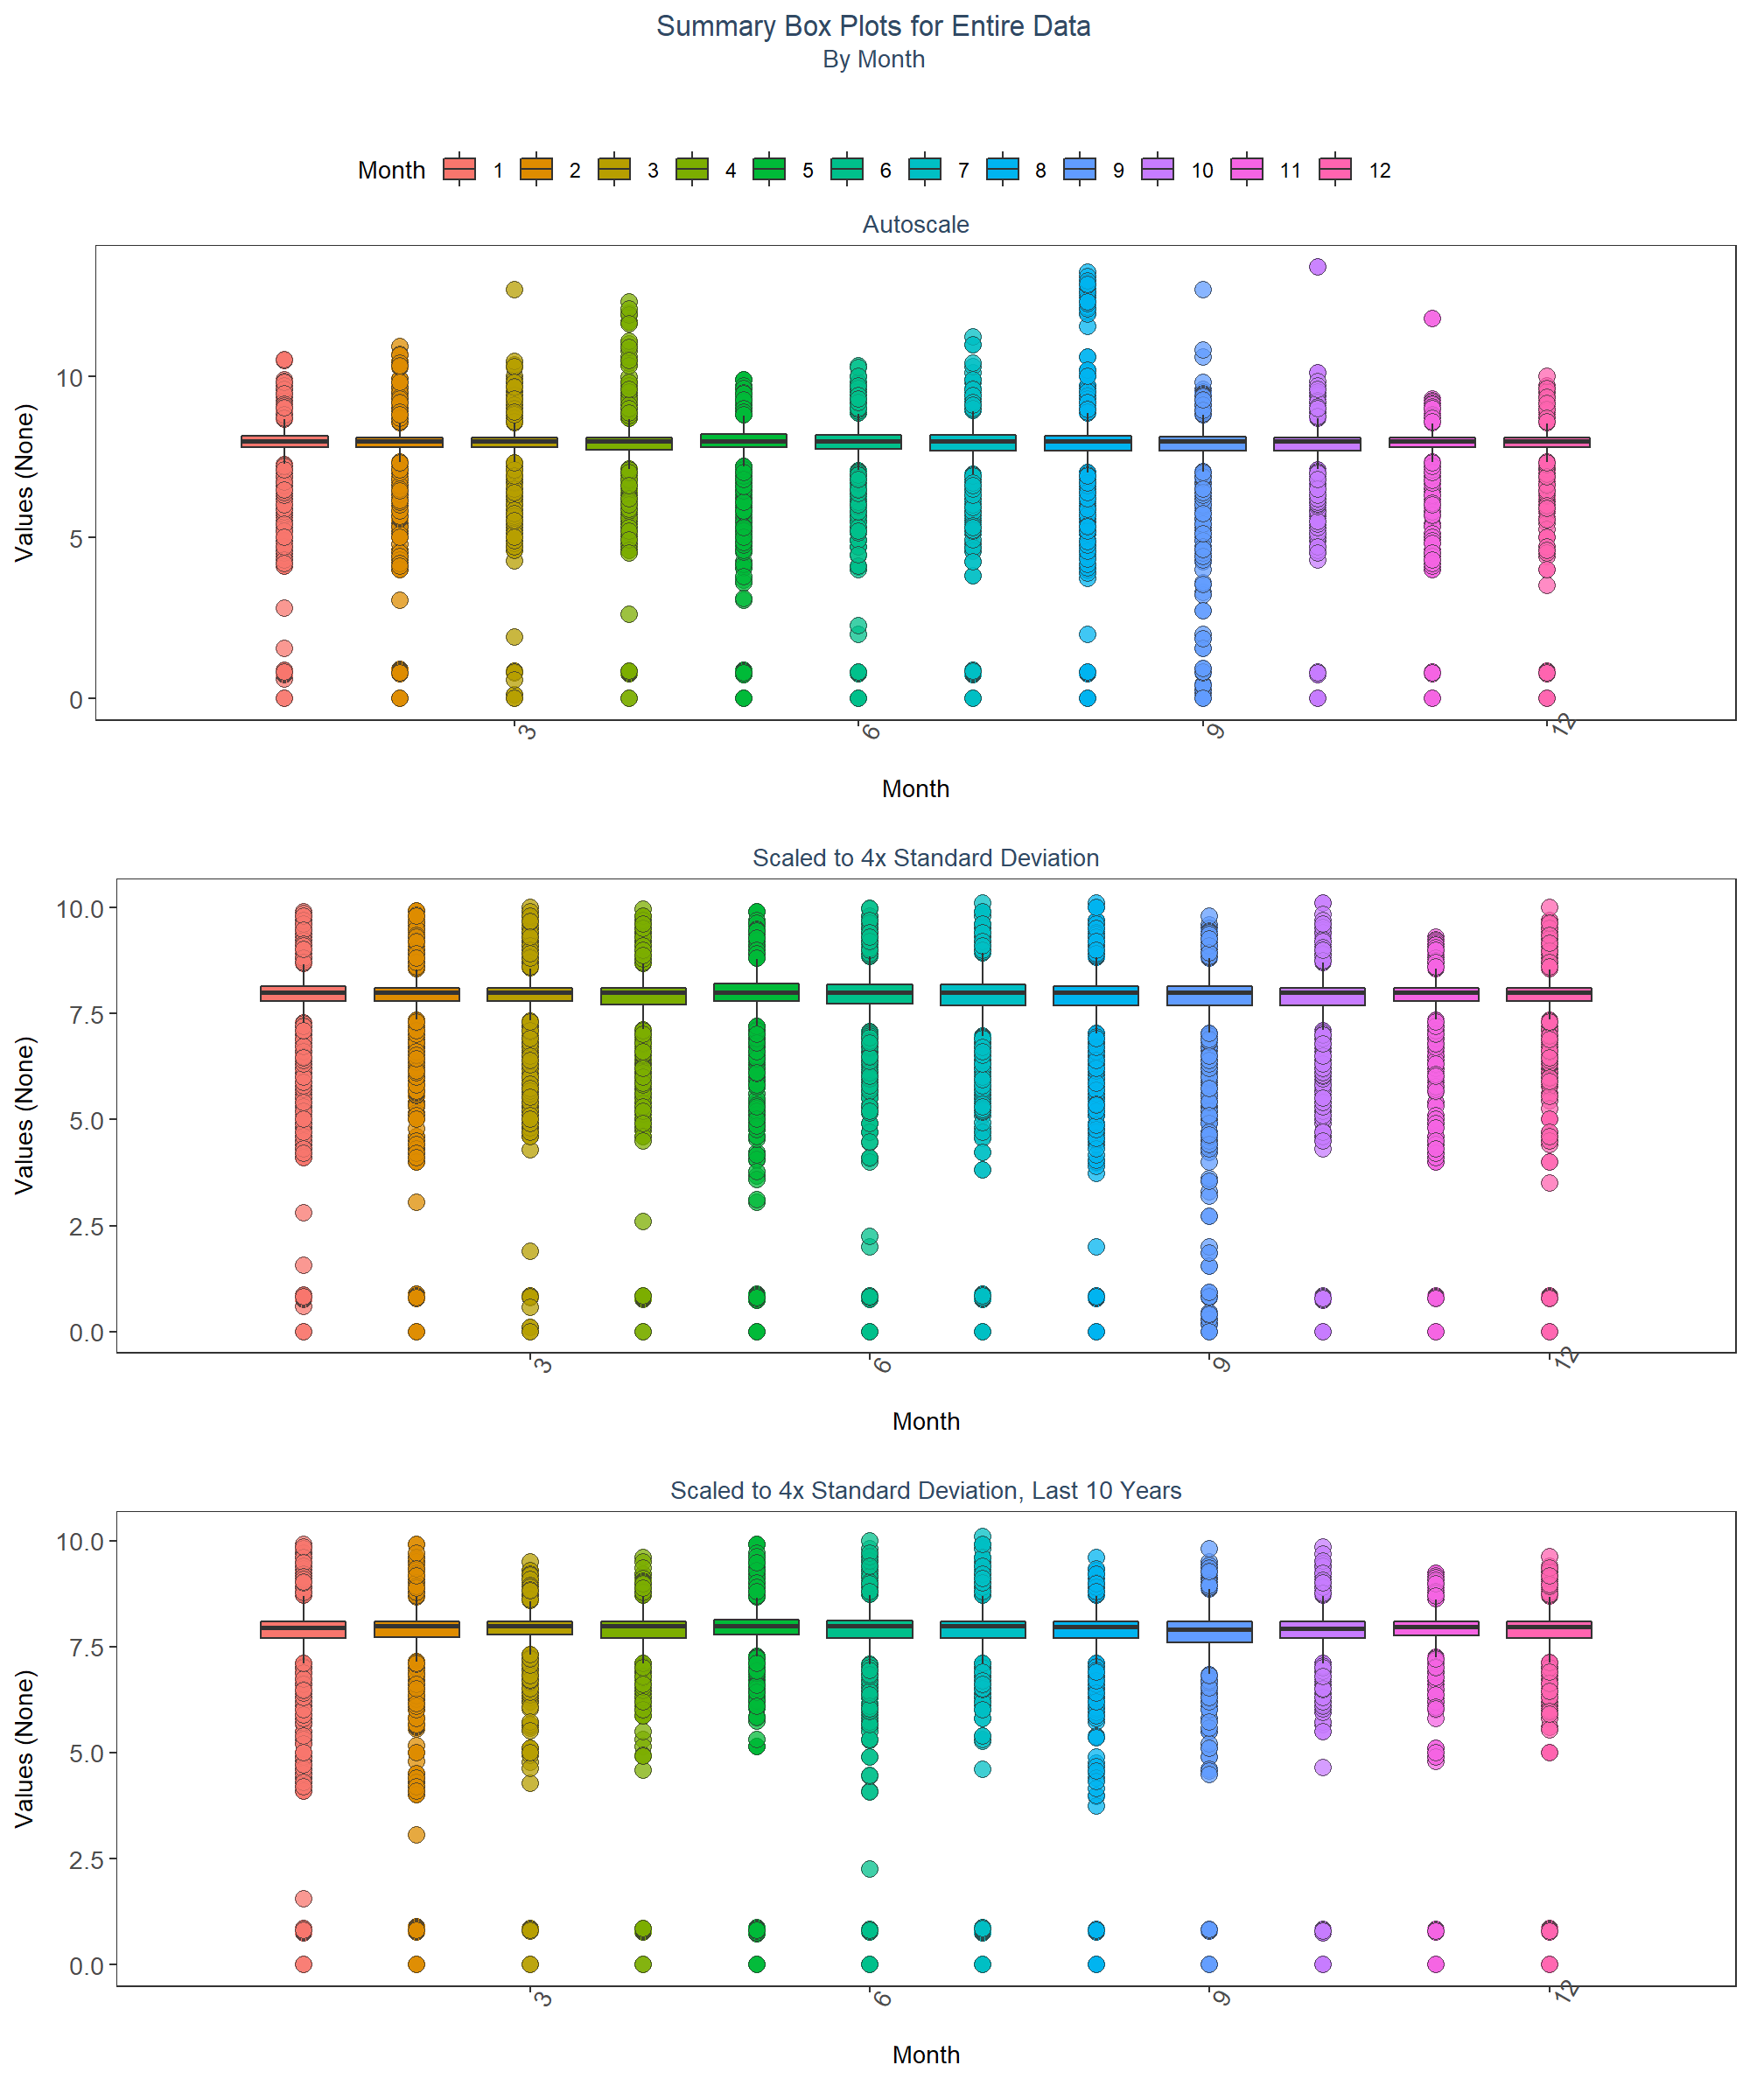 Summary Box Plots for Entire Data
By Month
Month 1 2 3 4 5 6 7 8 9 10 11 12
Autoscale
Values (None)
10
5
0
3 6 9 12
Month
Scaled to 4x Standard Deviation
Values (None)
10.0
7.5
5.0
2.5
0.0
3 6 9 12
Month
Scaled to 4x Standard Deviation, Last 10 Years
Values (None)
10.0
7.5
5.0
2.5
0.0
3 6 9 12
Month